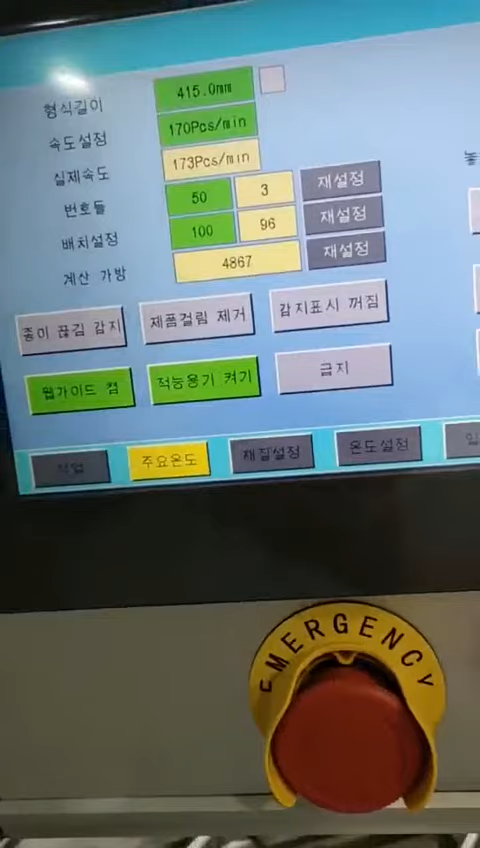 형식길이 415.0mm
속도설정 170Pcs/min
실제속도 173Pcs/min
번호들 50 3 재설정
배치설정 100 96 재설정
계산 가방 4867 재설정
종이 끊김 감지 제품걸림 제거 감지표시 꺼짐
웹가이드 켬 적능용기 켜기 급지
작업 주요온도 재질설정 온도설정
EMERGENCY